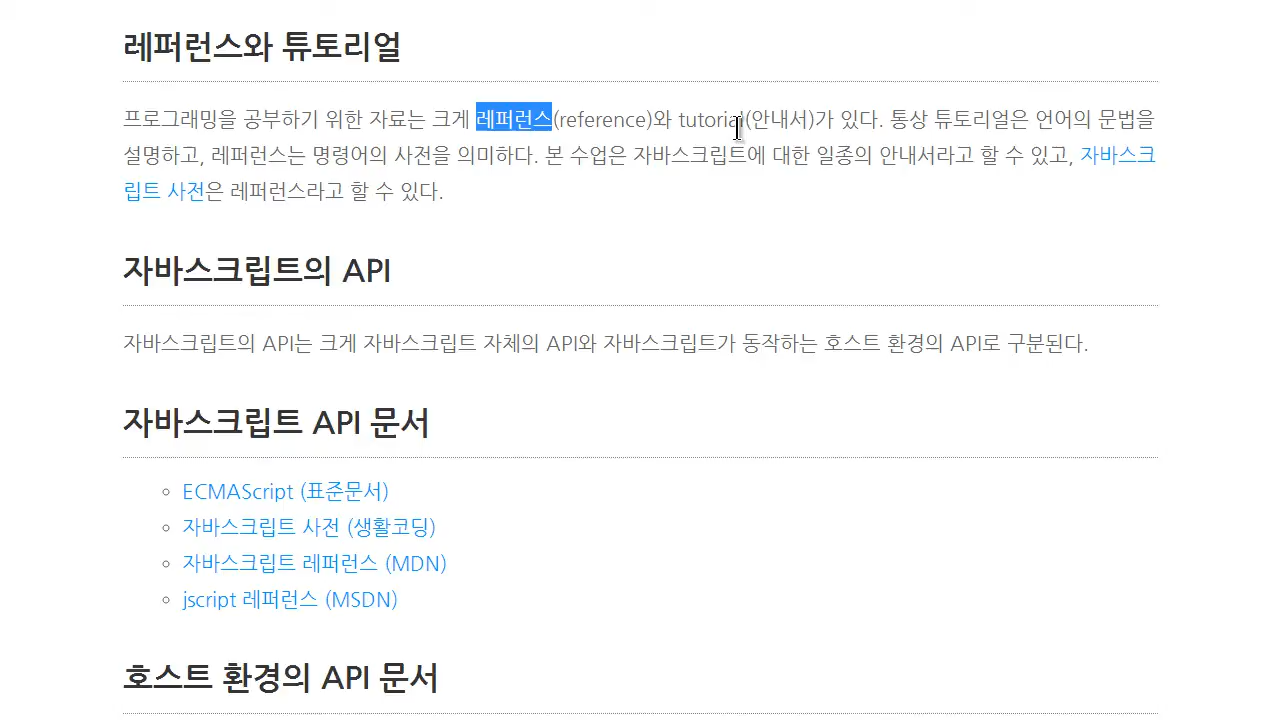 레퍼런스와 튜토리얼
프로그래밍을 공부하기 위한 자료는 크게 레퍼런스(reference)와 tutorial(안내서)가 있다. 통상 튜토리얼은 언어의 문법을
설명하고, 레퍼런스는 명령어의 사전을 의미하다. 본 수업은 자바스크립트에 대한 일종의 안내서라고 할 수 있고, 자바스크
립트 사전은 레퍼런스라고 할 수 있다.
자바스크립트의 API
자바스크립트의 API는 크게 자바스크립트 자체의 API와 자바스크립트가 동작하는 호스트 환경의 API로 구분된다.
자바스크립트 API 문서
ECMAScript (표준문서)
자바스크립트 사전 (생활코딩)
자바스크립트 레퍼런스 (MDN)
jscript 레퍼런스 (MSDN)
호스트 환경의 API 문서